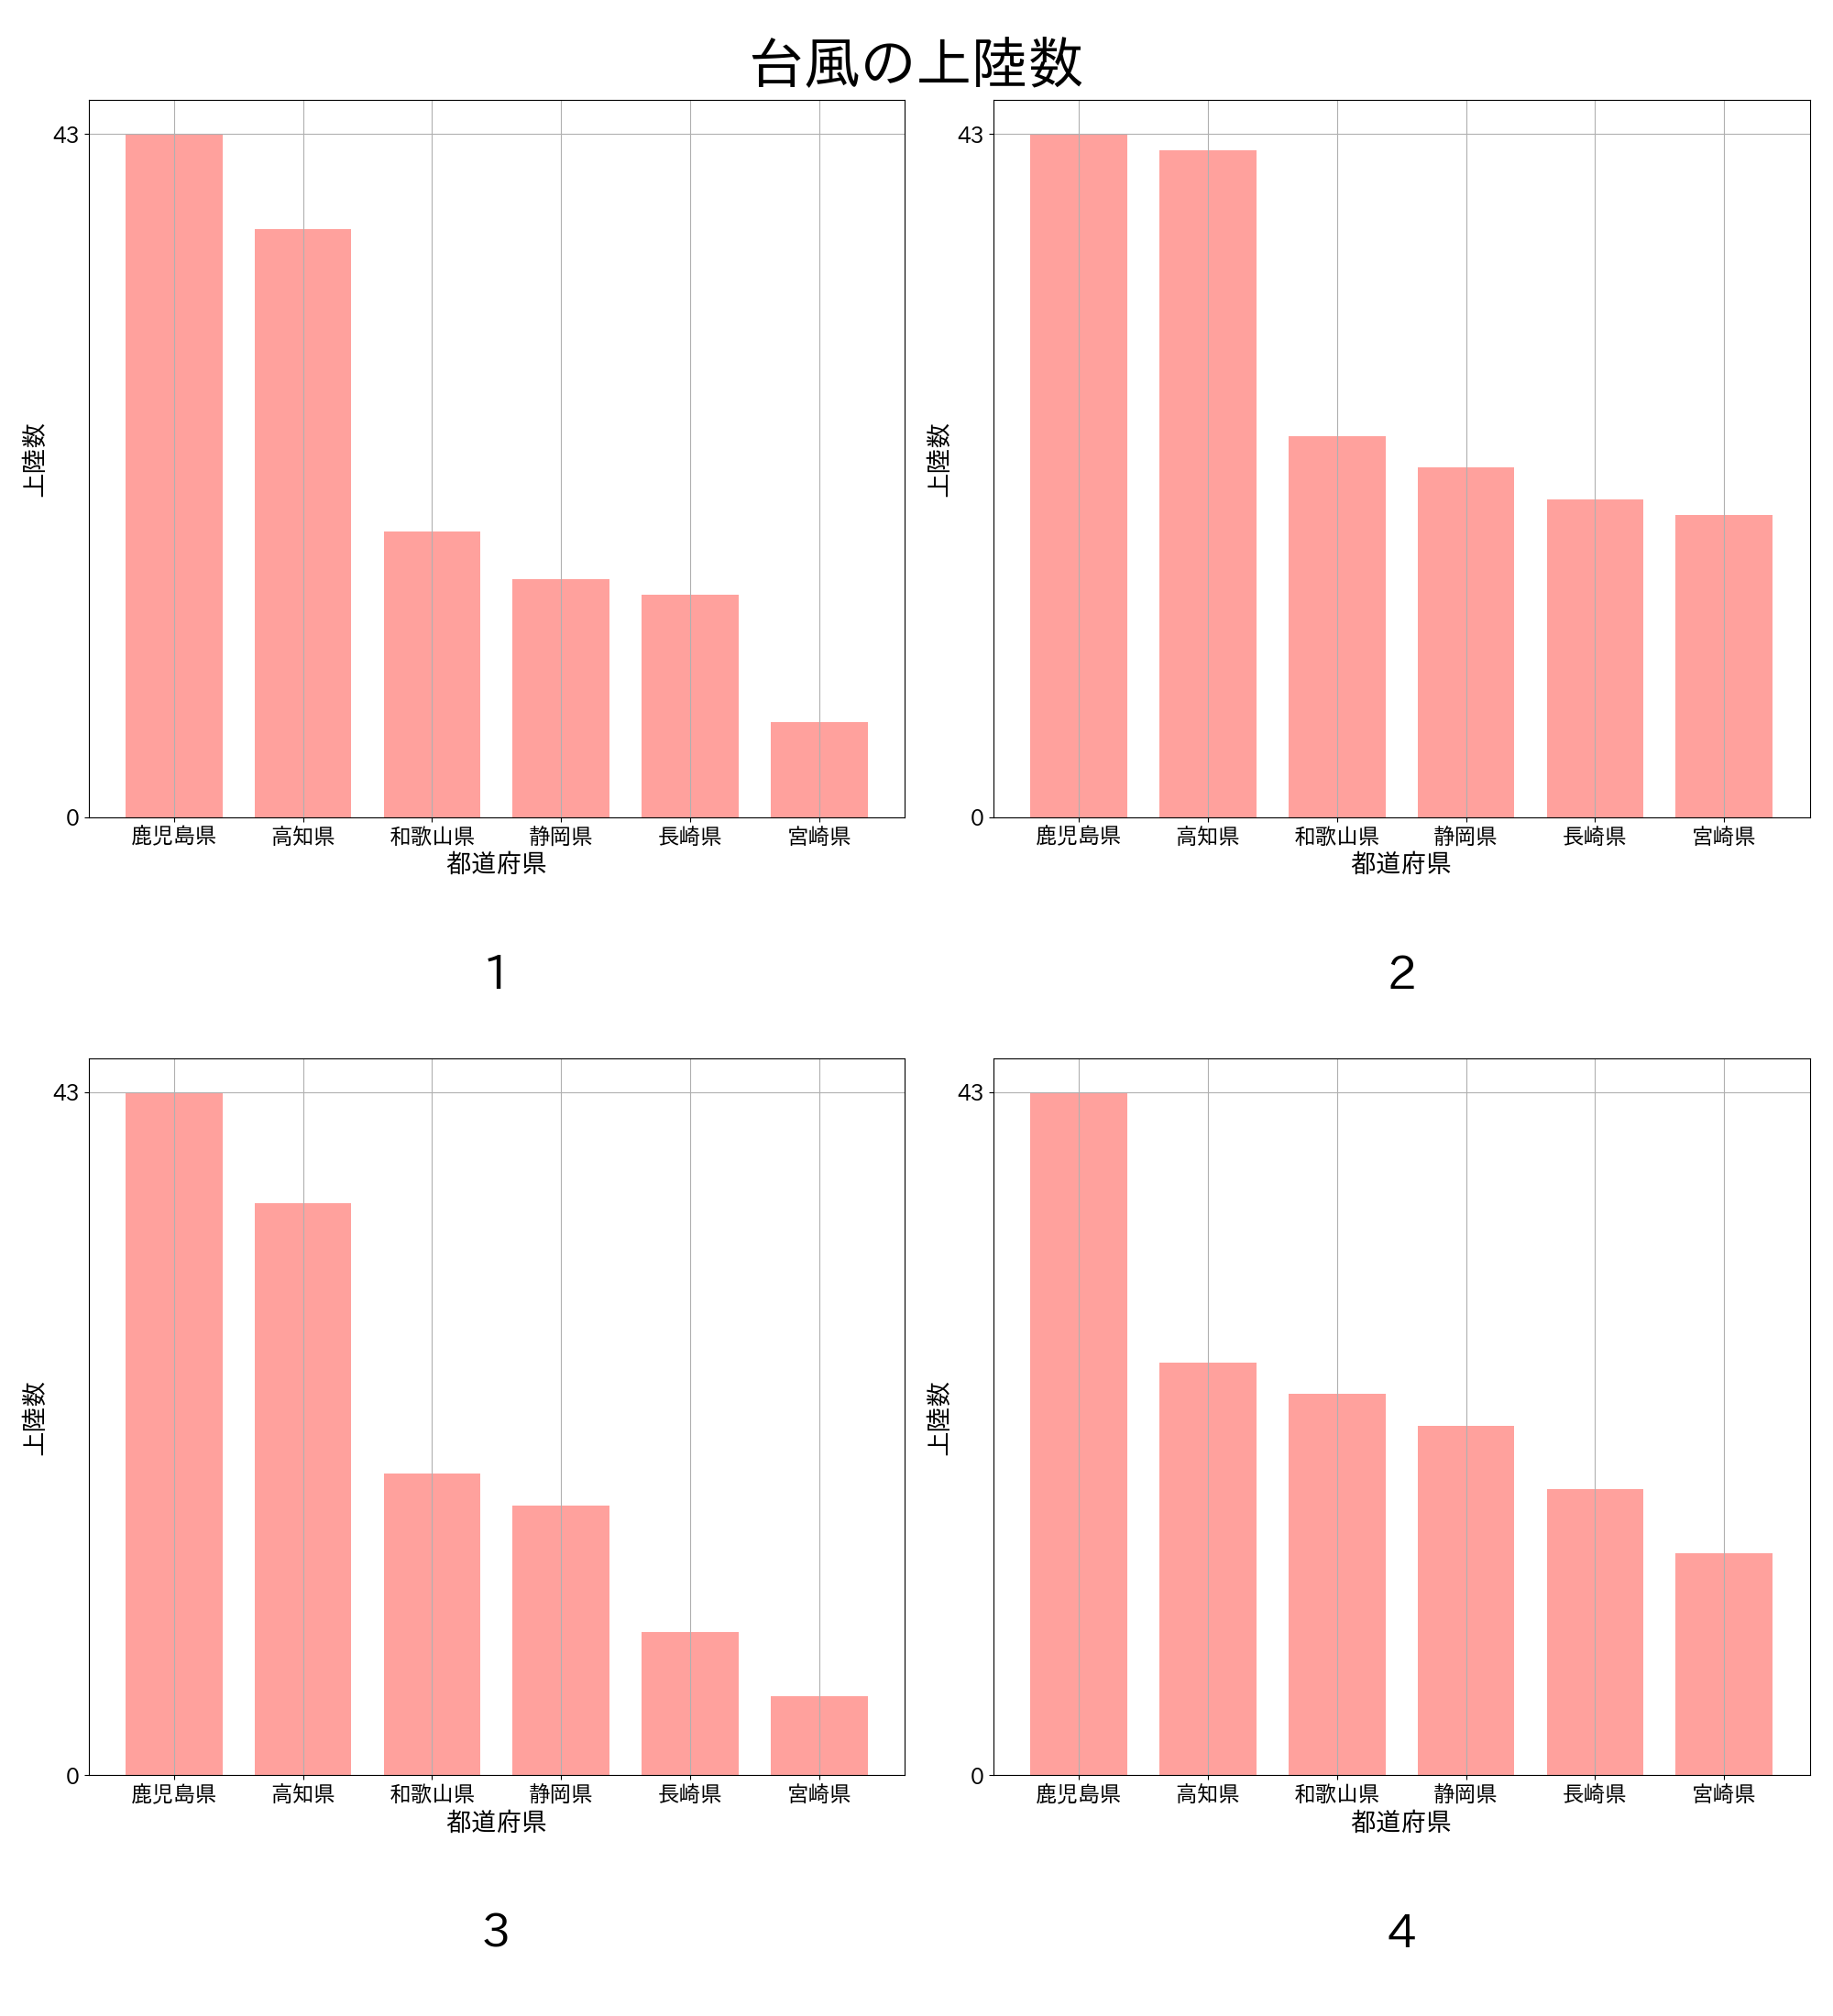 台風の上陸数
43
0
上陸数
鹿児島県 高知県 和歌山県 静岡県 長崎県 宮崎県
都道府県
1
43
0
上陸数
鹿児島県 高知県 和歌山県 静岡県 長崎県 宮崎県
都道府県
2
43
0
上陸数
鹿児島県 高知県 和歌山県 静岡県 長崎県 宮崎県
都道府県
3
43
0
上陸数
鹿児島県 高知県 和歌山県 静岡県 長崎県 宮崎県
都道府県
4